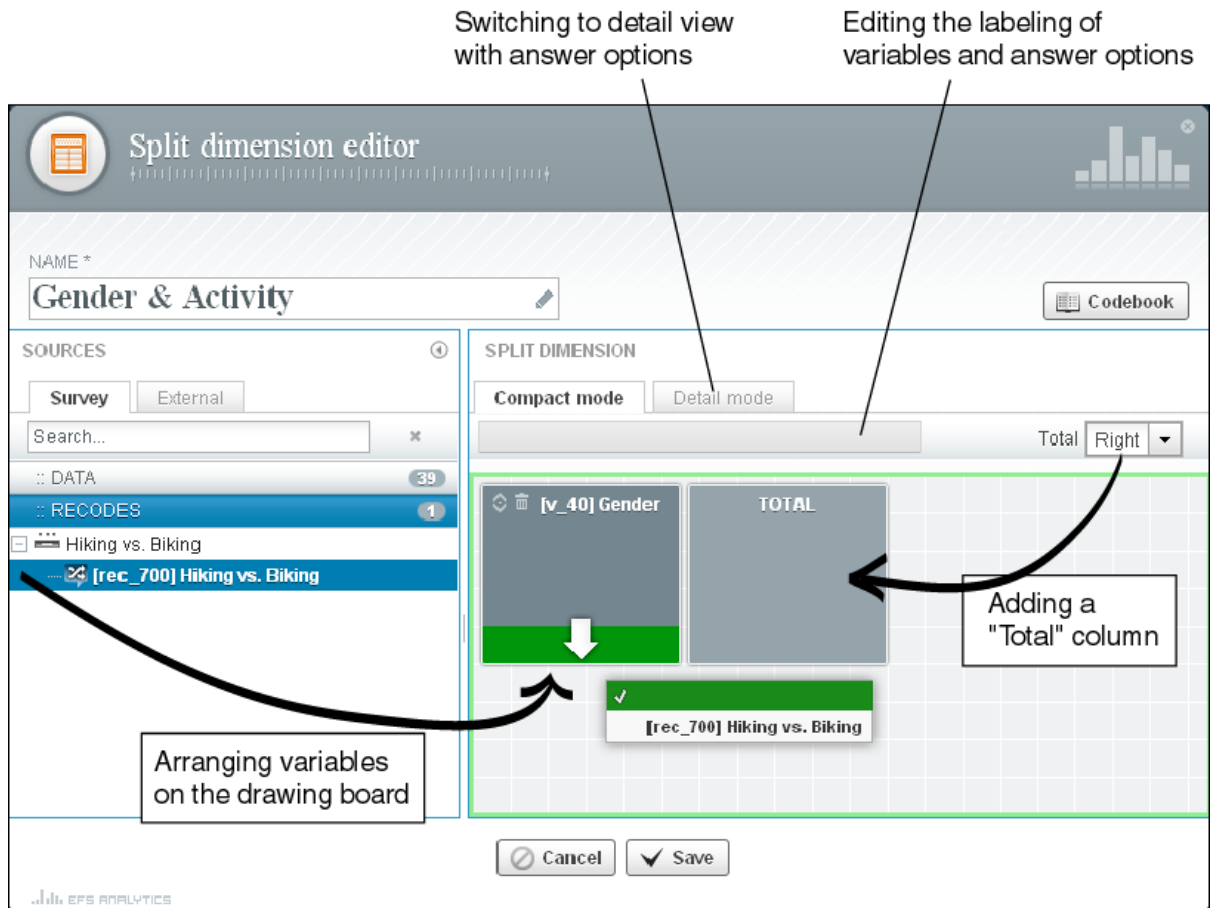 Switching to detail view
with answer options
Editing the labeling of
variables and answer options
Split dimension editor
NAME *
Gender & Activity
Codebook
SOURCES
SPLIT DIMENSION
Survey
External
Compact mode
Detail mode
Search...
Total Right
:: DATA 39
:: RECODES 1
Hiking vs. Biking
[rec_700] Hiking vs. Biking
[v_40] Gender
TOTAL
Adding a
"Total" column
[rec_700] Hiking vs. Biking
Arranging variables
on the drawing board
Cancel
Save
EFS ANALYTICS